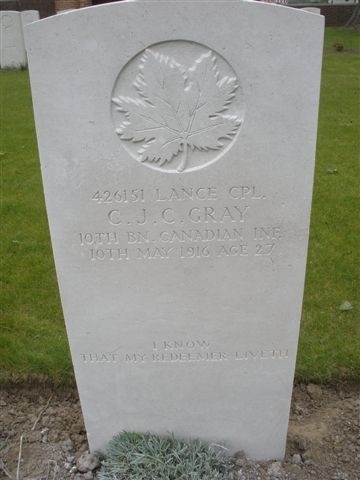 426151 LANCE CPL.
C.J.C. GRAY
10TH BN. CANADIAN INF.
10TH MAY 1916 AGE 27
I KNOW
THAT MY REDEEMER LIVETH